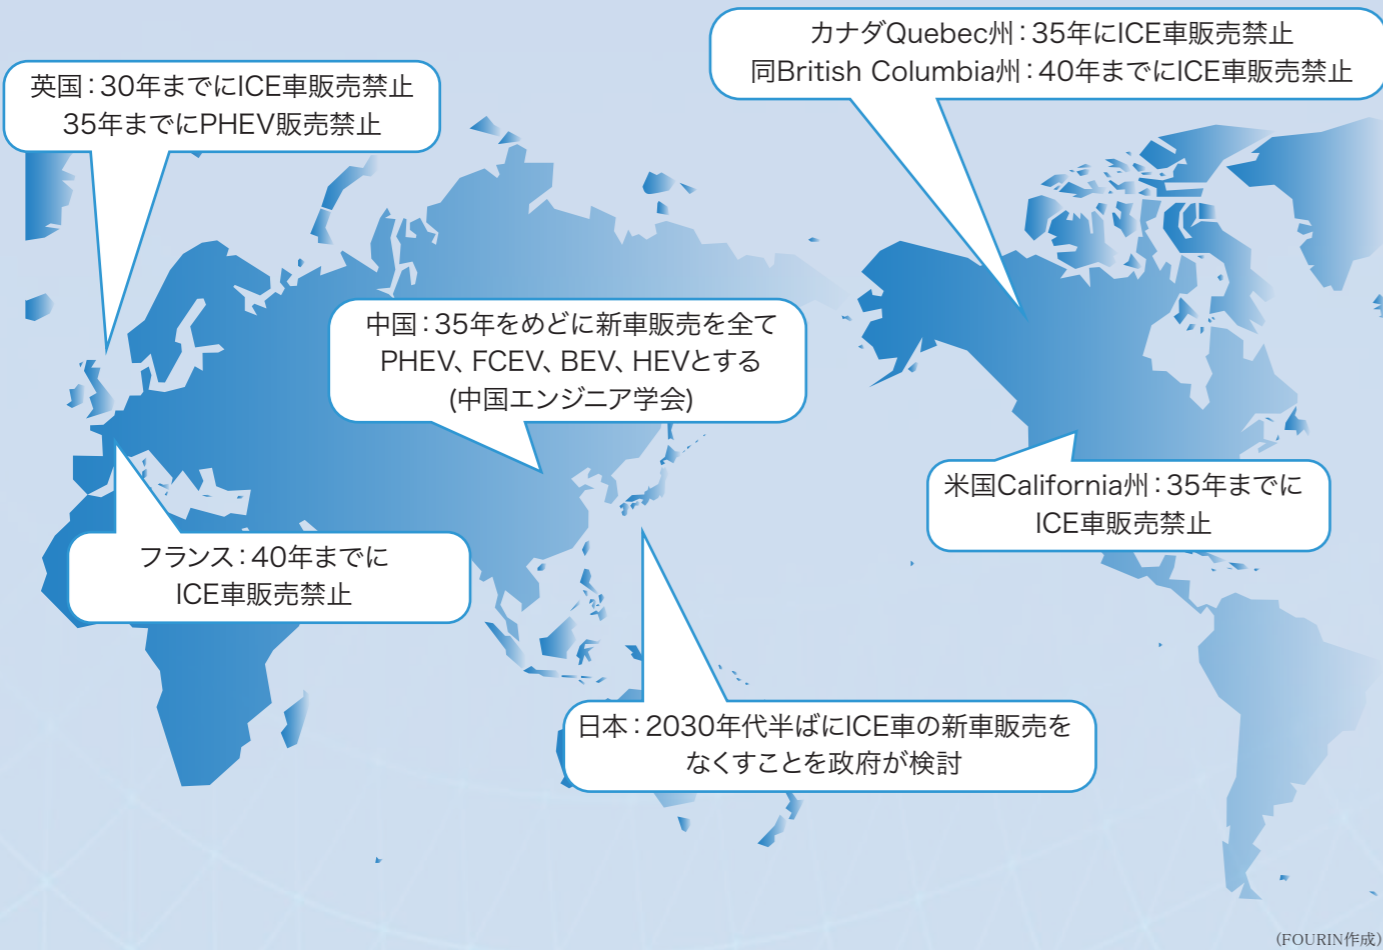 カナダQuebec州：35年にICE車販売禁止
同British Columbia州：40年までにICE車販売禁止
英国：30年までにICE車販売禁止
35年までにPHEV販売禁止
中国：35年をめどに新車販売を全て
PHEV、FCEV、BEV、HEVとする
(中国エンジニア学会)
米国California州：35年までに
ICE車販売禁止
フランス：40年までに
ICE車販売禁止
日本：2030年代半ばにICE車の新車販売を
なくすことを政府が検討
(FOURIN作成)